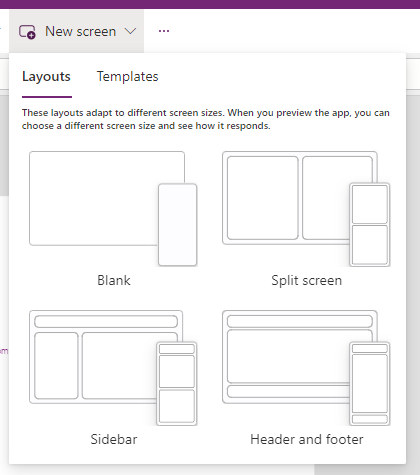 New screen
Layouts
Templates
These layouts adapt to different screen sizes. When you preview the app, you can
choose a different screen size and see how it responds.
Blank
Split screen
Sidebar
Header and footer